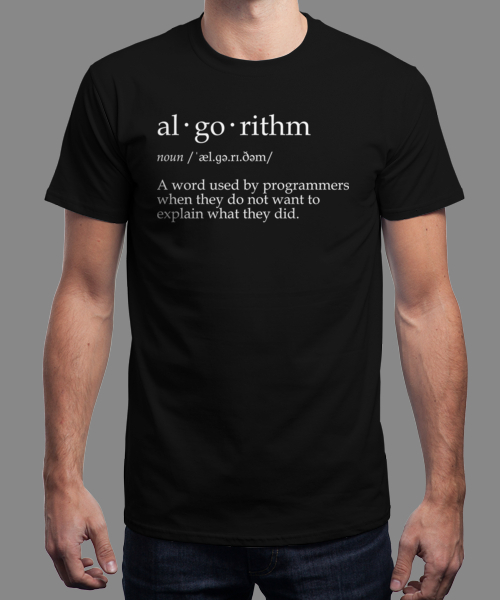 al·go·rithm
noun /ˈæl.gə.rɪ.ðəm/
A word used by programmers
when they do not want to
explain what they did.